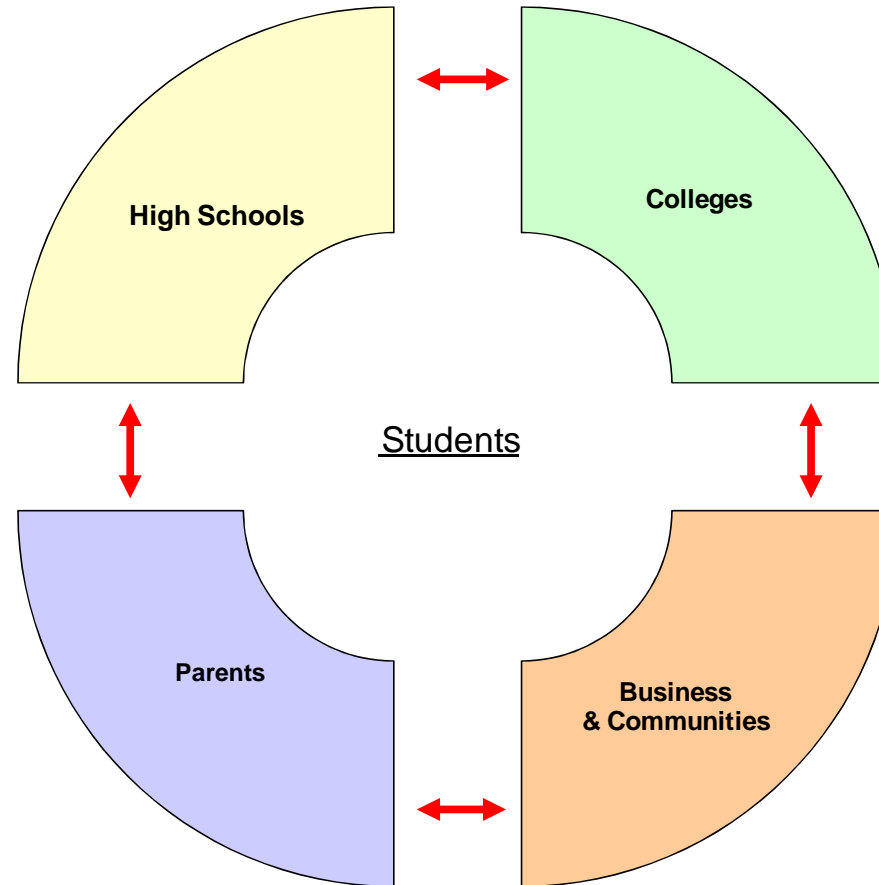 High Schools
Colleges
Students
Parents
Business
& Communities